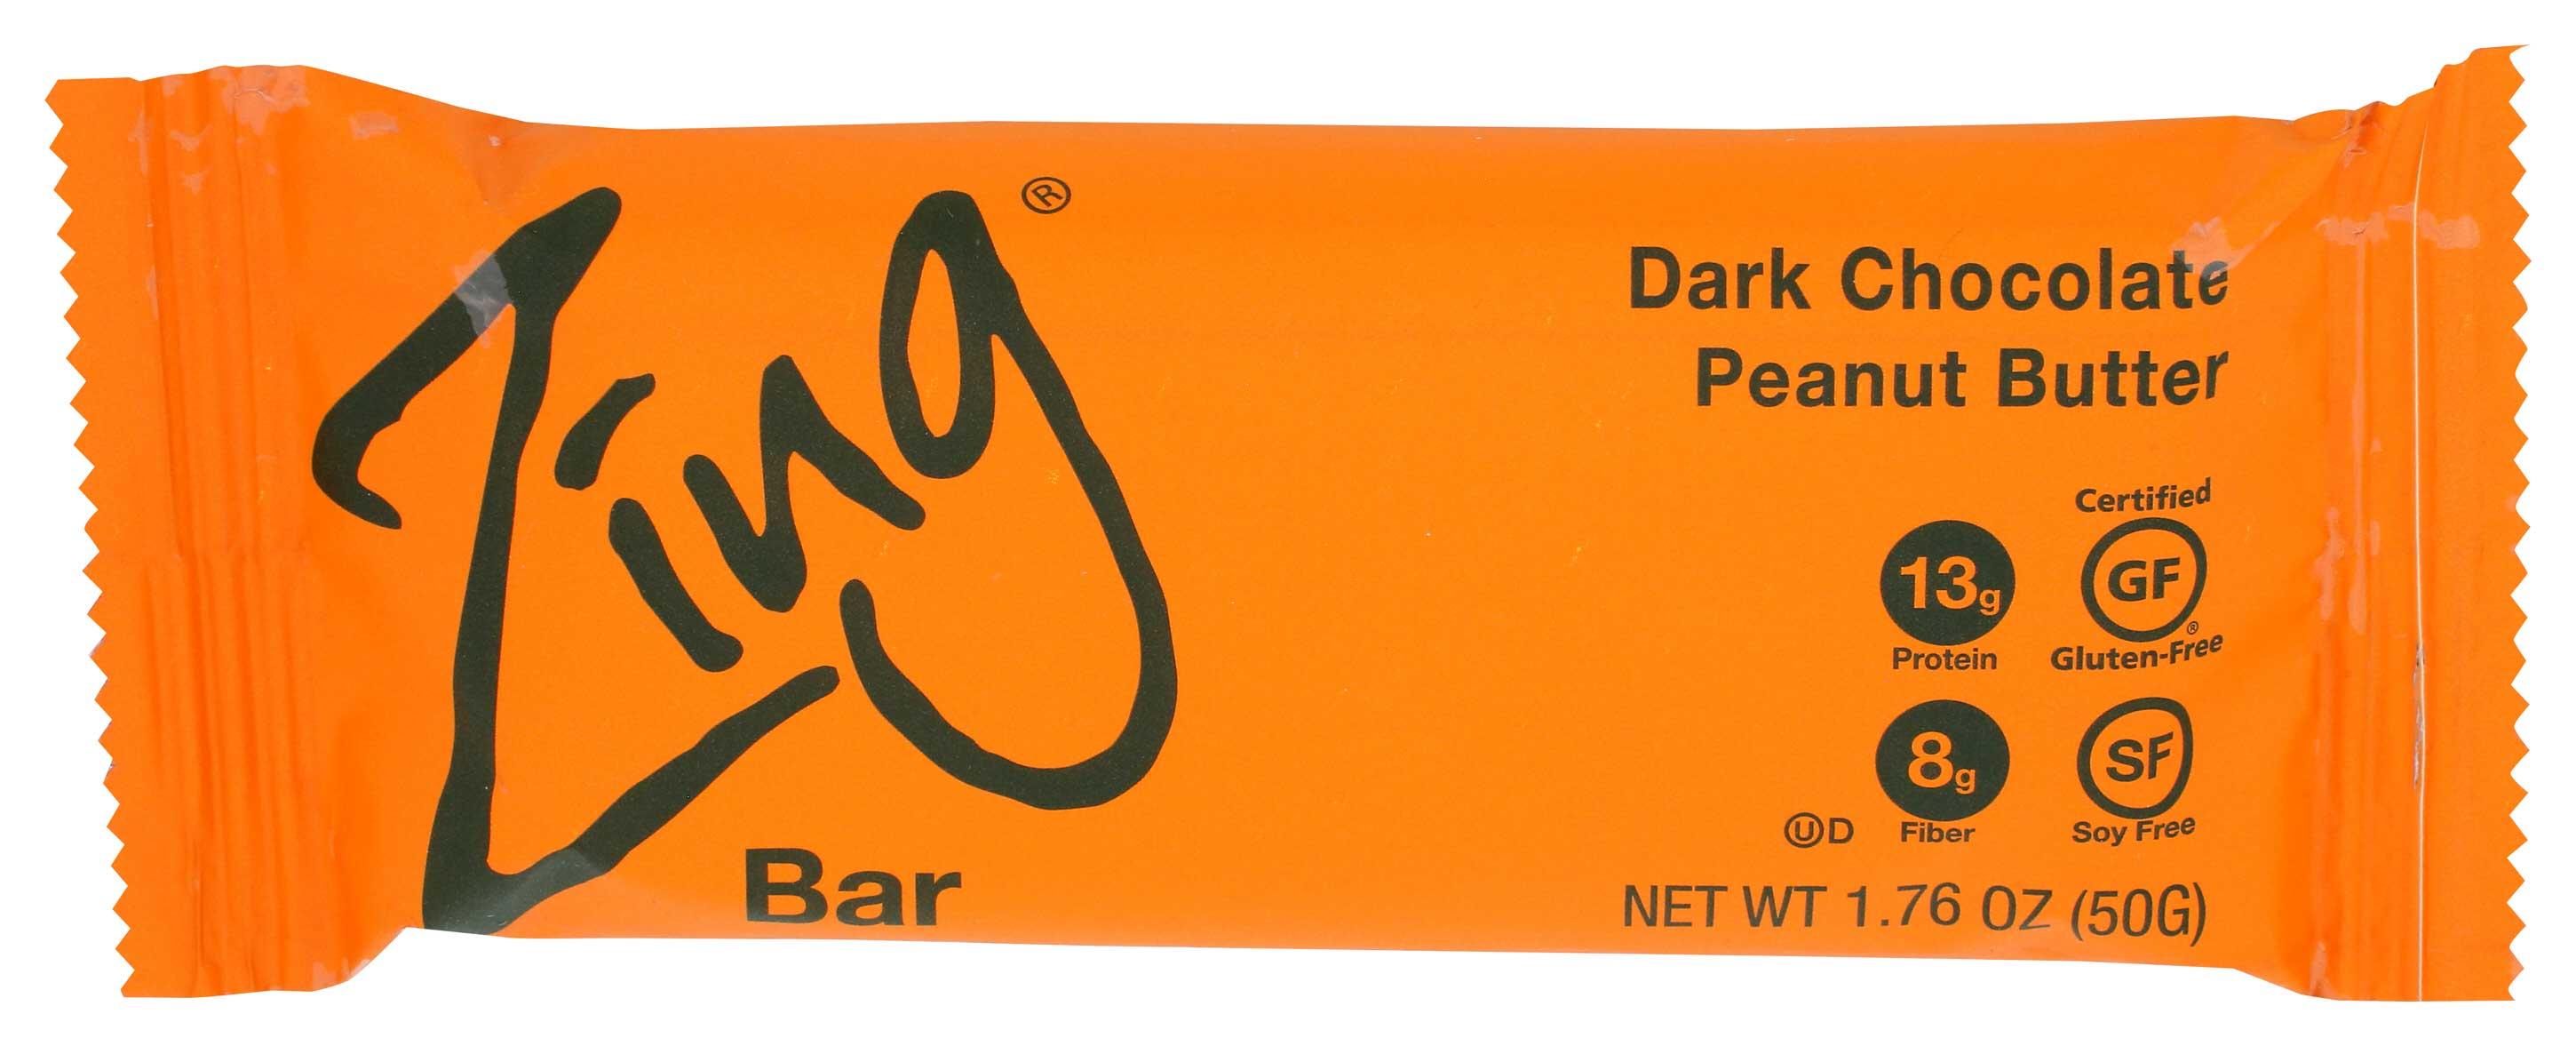 Zing®
Bar
Dark Chocolate
Peanut Butter
13g
Protein
Certified
GF®
Gluten-Free
8g
Fiber
SF
Soy Free
ⓊD
NET WT 1.76 OZ (50G)